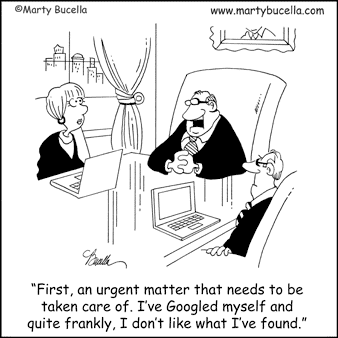 ©Marty Bucella www.martybucella.com
Bucella
“First, an urgent matter that needs to be
taken care of. I’ve Googled myself and
quite frankly, I don’t like what I’ve found.”